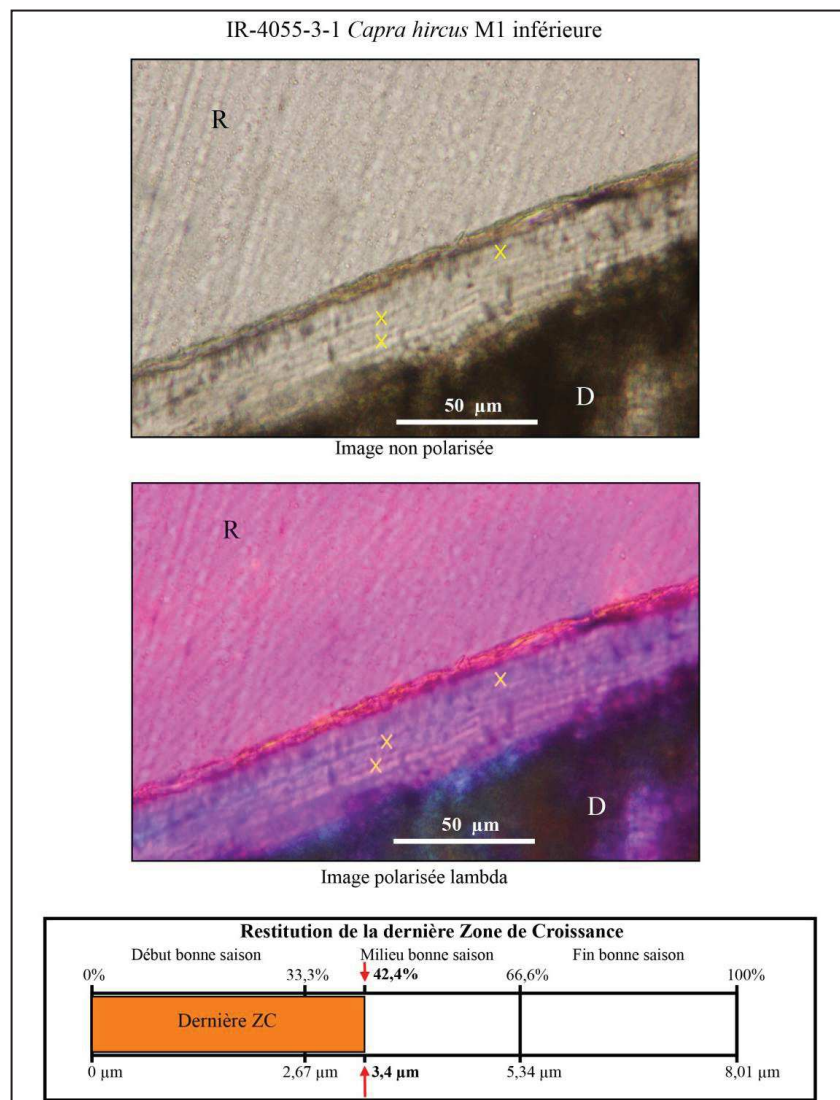 IR-4055-3-1 Capra hircus M1 inférieure
R
50 µm
D
Image non polarisée
R
50 µm
D
Image polarisée lambda
Restitution de la dernière Zone de Croissance
Début bonne saison Milieu bonne saison Fin bonne saison
0% 33,3% 42,4% 66,6% 100%
Dernière ZC
0 µm 2,67 µm 3,4 µm 5,34 µm 8,01 µm